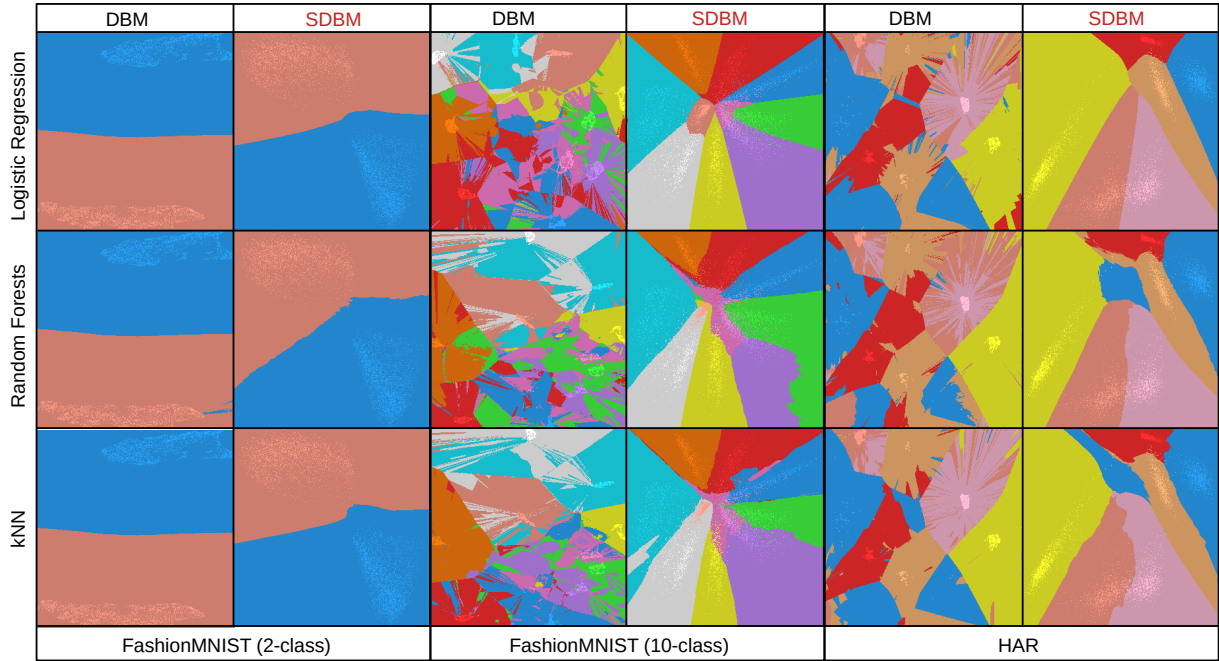 DBM SDBM DBM SDBM DBM SDBM
Logistic Regression
Random Forests
kNN
FashionMNIST (2-class) FashionMNIST (10-class) HAR